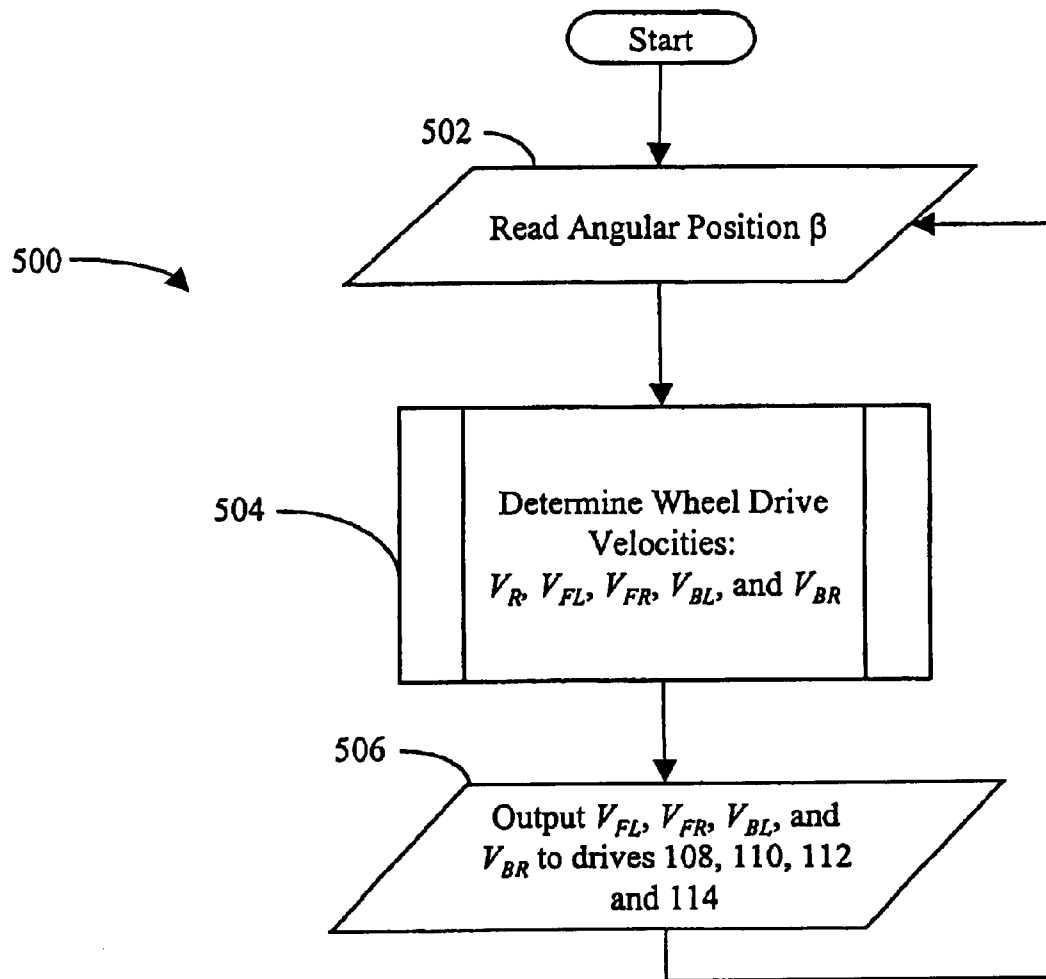 Start
502
Read Angular Position β
500
504
Determine Wheel Drive
Velocities:
V_R, V_FL, V_FR, V_BL, and V_BR
506
Output V_FL, V_FR, V_BL, and
V_BR to drives 108, 110, 112
and 114